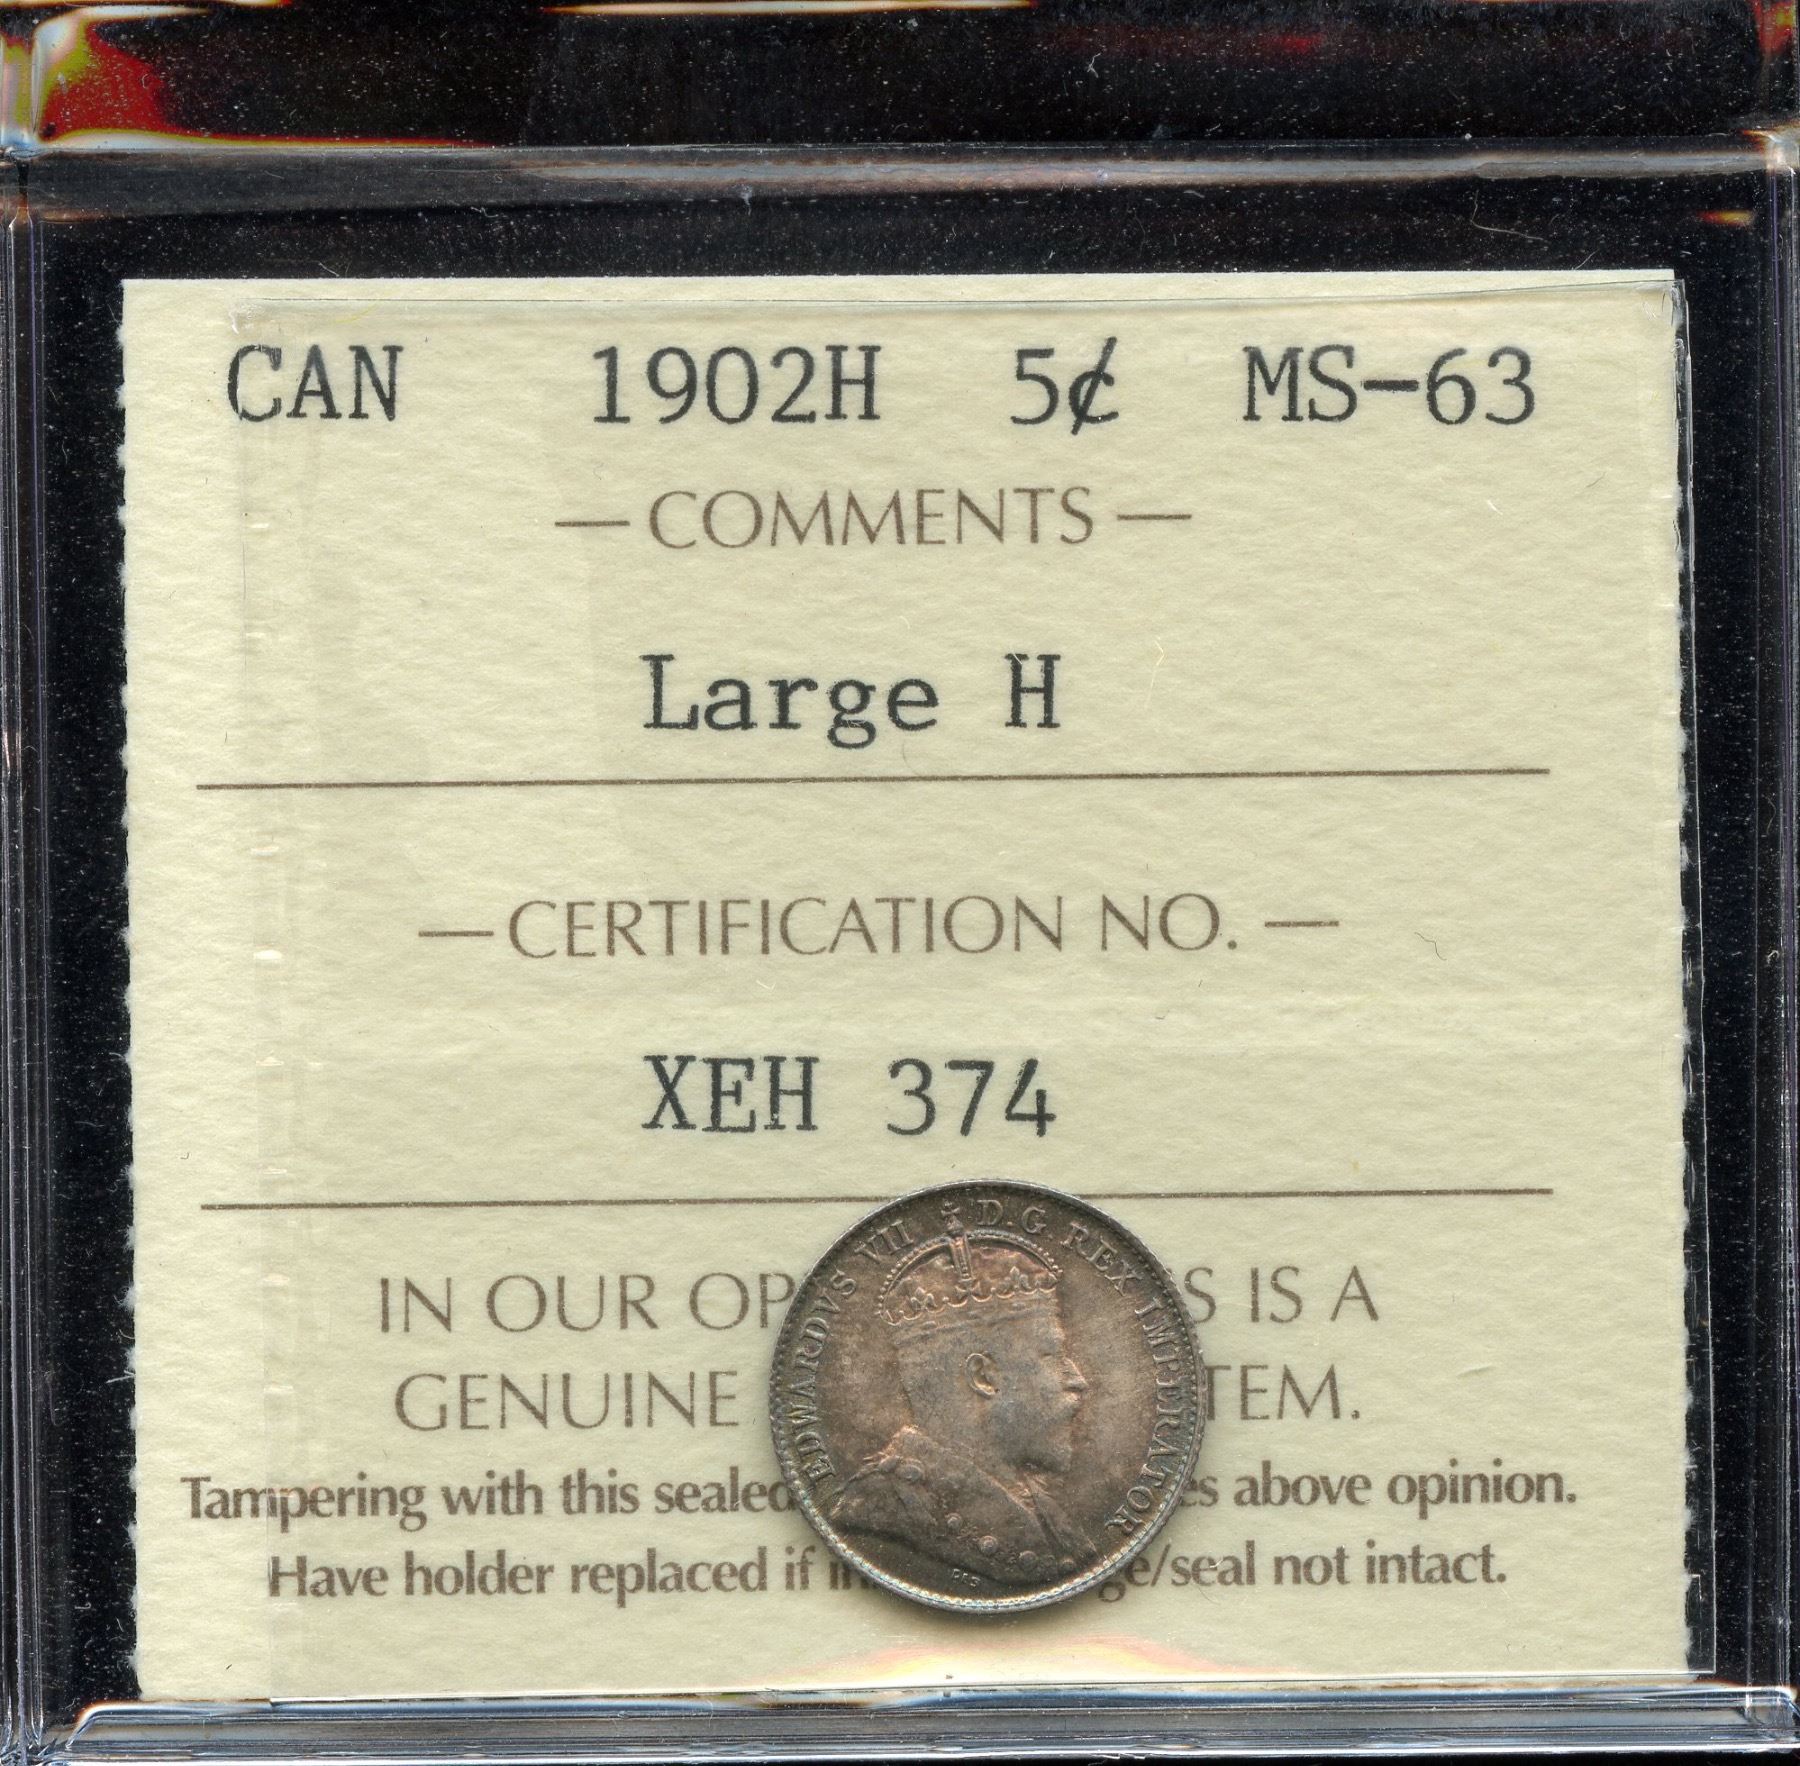 CAN 1902H 5¢ MS-63
— COMMENTS —
Large H
— CERTIFICATION NO. —
XEH 374
IN OUR OP S IS A
GENUINE TEM.
Tampering with this sealed es above opinion.
Have holder replaced if in ge/seal not intact.
EDWARDVS VII D.G. REX IMPERATOR